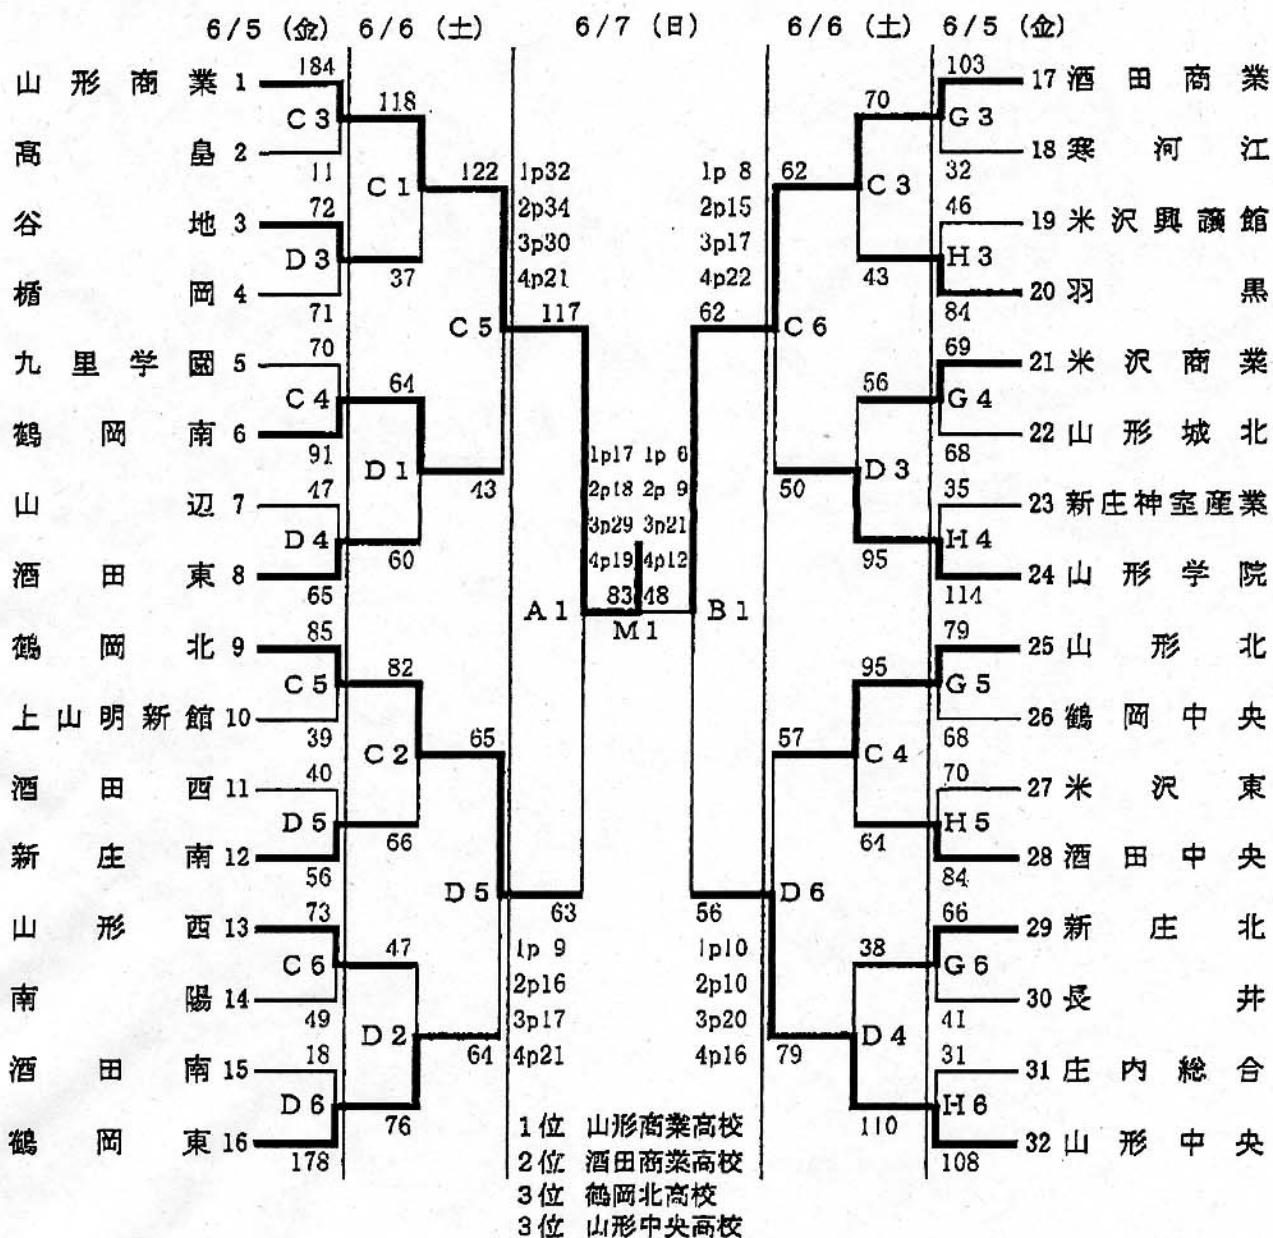 6/5 (金) 6/6 (土) 6/7 (日) 6/6 (土) 6/5 (金)
184 103
山形商業 1 17 酒田商業
118 70
C3 G3
高畠 2 18 寒河江
11 C1 122 1p32 1p 8 62 C3 32
72 2p34 2p15 46
谷地 3 19 米沢興譲館
D3 3p30 3p17 H3
37 4p21 4p22 43
楯岡 4 20 羽黒
71 117 62 84
C5 C6
70 69
九里学園 5 21 米沢商業
64 56
C4 G4
鶴岡南 6 22 山形城北
91 1p17 1p 6 68
D1 D3
47 43 2p18 2p 9 50 35
山辺 7 23 新庄神室産業
3p29 3p21
D4 H4
60 4p19 4p12 95
酒田東 8 24 山形学院
65 83 48 114
A1 M1 B1
85 79
鶴岡北 9 25 山形北
82 95
C5 G5
上山明新館 10 26 鶴岡中央
39 C2 65 57 C4 68
40 70
酒田西 11 27 米沢東
D5 H5
66 64
新庄南 12 28 酒田中央
56 84
D5 D6
73 63 56 66
山形西 13 29 新庄北
47 1p 9 1p10 38
C6 G6
南陽 14 2p16 2p10 30 長井
49 3p17 3p20 41
D2 D4
18 64 4p21 4p16 79 31
酒田南 15 31 庄内総合
D6 H6
76 110
1位 山形商業高校
鶴岡東 16 32 山形中央
178 108
2位 酒田商業高校
3位 鶴岡北高校
3位 山形中央高校